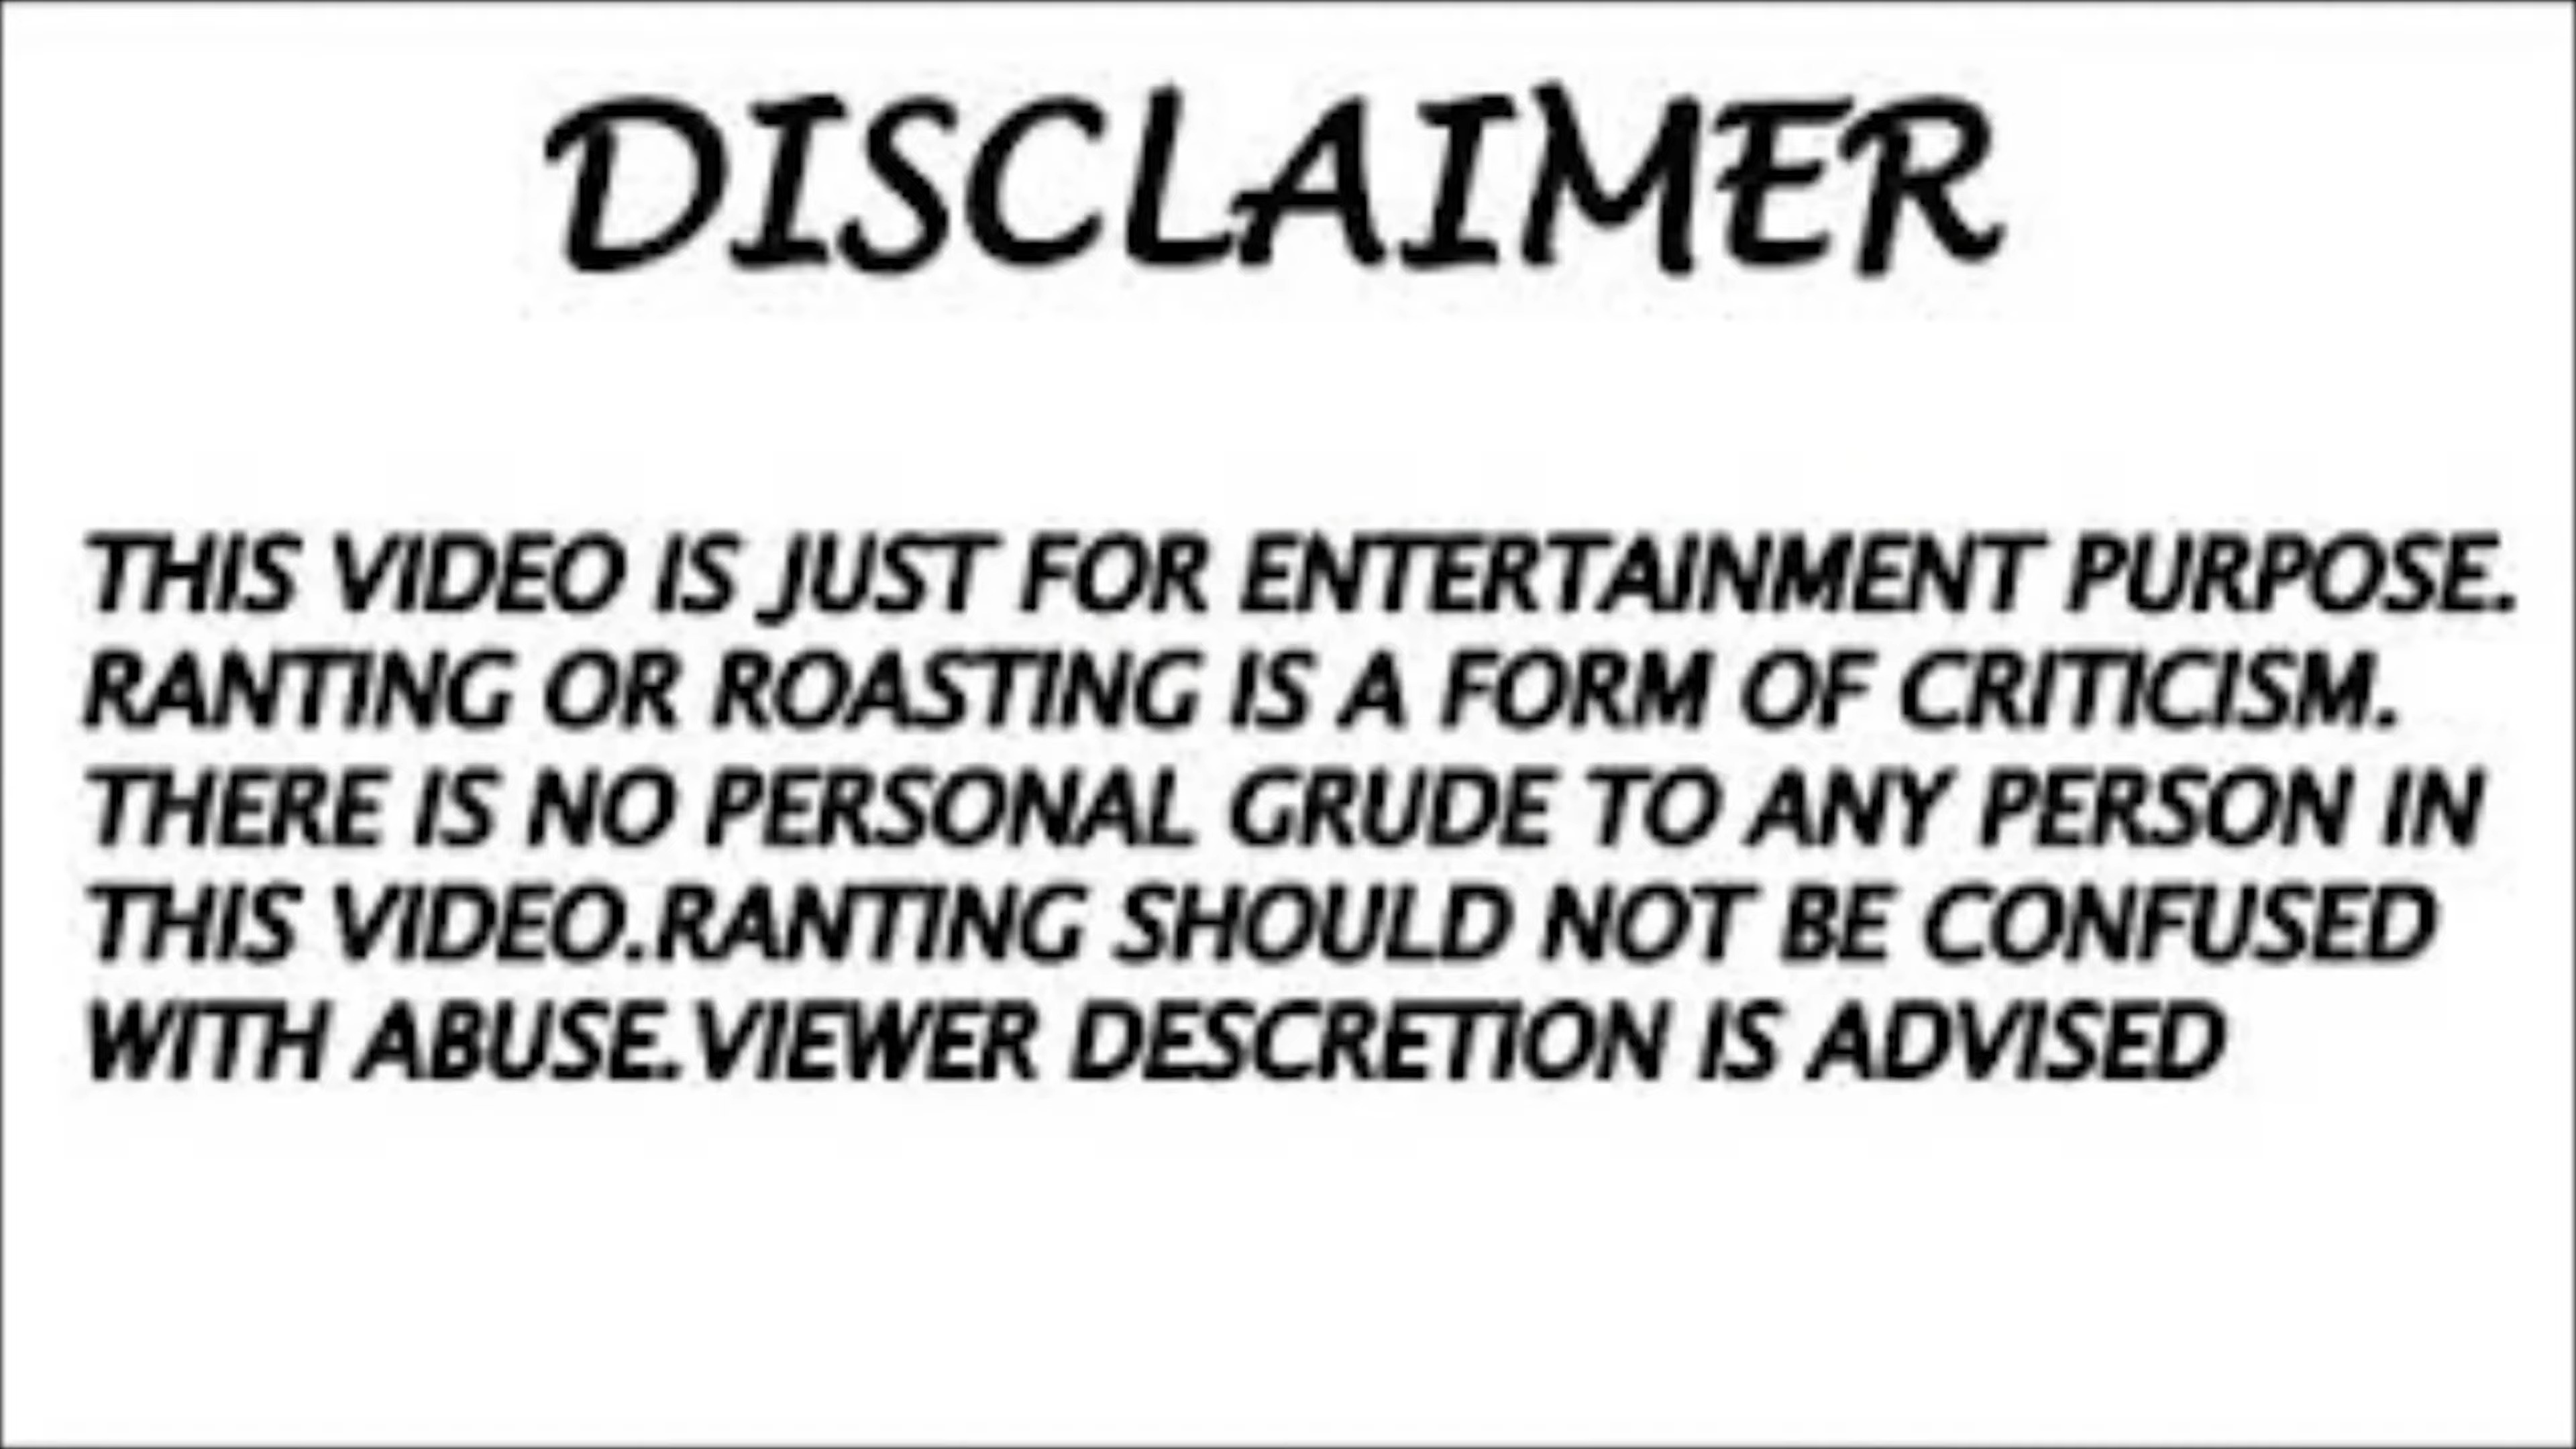 DISCLAIMER
THIS VIDEO IS JUST FOR ENTERTAINMENT PURPOSE.
RANTING OR ROASTING IS A FORM OF CRITICISM.
THERE IS NO PERSONAL GRUDE TO ANY PERSON IN
THIS VIDEO.RANTING SHOULD NOT BE CONFUSED
WITH ABUSE.VIEWER DESCRETION IS ADVISED